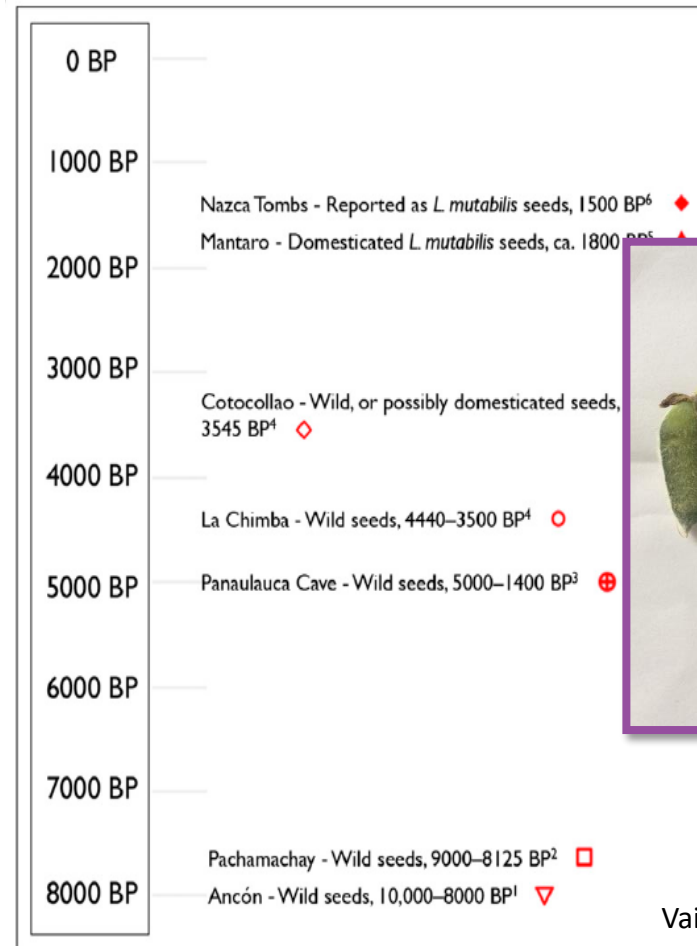 0 BP
1000 BP
Nazca Tombs - Reported as L. mutabilis seeds, 1500 BP⁶
Mantaro - Domesticated L. mutabilis seeds, ca. 1800 BP⁵
2000 BP
3000 BP
Cotocollao - Wild, or possibly domesticated seeds,
3545 BP⁴
4000 BP
La Chimba - Wild seeds, 4440–3500 BP⁴
5000 BP
Panaulauca Cave - Wild seeds, 5000–1400 BP³
6000 BP
7000 BP
Pachamachay - Wild seeds, 9000–8125 BP²
8000 BP
Ancón - Wild seeds, 10,000–8000 BP¹
Vai